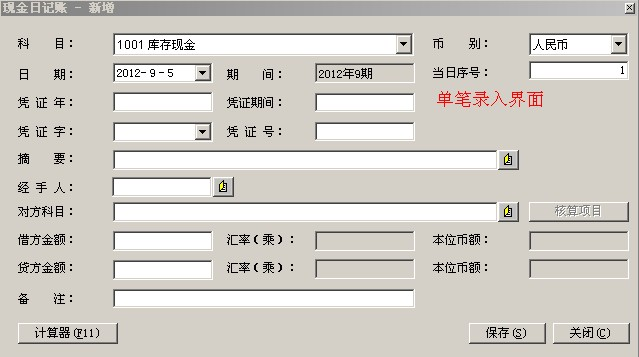 现金日记账 - 新增
科 目： 1001 库存现金 币 别： 人民币
日 期： 2012- 9 - 5 期 间： 2012年9期 当日序号： 1
凭 证 年： 凭证期间： 单笔录入界面
凭 证 字： 凭 证 号：
摘 要：
经 手 人：
对方科目： 核算项目
借方金额： 汇率(乘)： 本位币额：
贷方金额： 汇率(乘)： 本位币额：
备 注：
计算器(F11) 保存(S) 关闭(C)